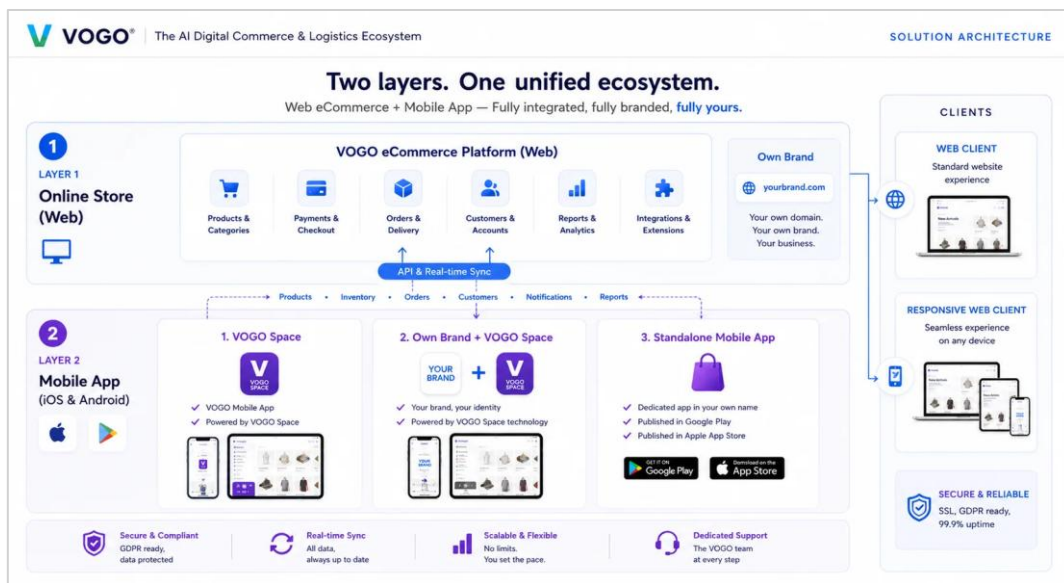 VOGO®
The AI Digital Commerce & Logistics Ecosystem
SOLUTION ARCHITECTURE
Two layers. One unified ecosystem.
Web eCommerce + Mobile App — Fully integrated, fully branded, fully yours.
1
LAYER 1
Online Store
(Web)
VOGO eCommerce Platform (Web)
Products &
Categories
Payments &
Checkout
Orders &
Delivery
Customers &
Accounts
Reports &
Analytics
Integrations &
Extensions
Own Brand
yourbrand.com
Your own domain.
Your own brand.
Your business.
API & Real-time Sync
Products • Inventory • Orders • Customers • Notifications • Reports
2
LAYER 2
Mobile App
(iOS & Android)
1. VOGO Space
V
VOGO
SPACE
VOGO Mobile App
Powered by VOGO Space
2. Own Brand + VOGO Space
YOUR
BRAND
+
V
VOGO
SPACE
Your brand, your identity
Powered by VOGO Space technology
YOUR
BRAND
3. Standalone Mobile App
Dedicated app in your own name
Published in Google Play
Published in Apple App Store
GET IT ON
Google Play
Download on the
App Store
CLIENTS
WEB CLIENT
Standard website
experience
RESPONSIVE WEB CLIENT
Seamless experience
on any device
SECURE & RELIABLE
SSL, GDPR ready,
99.9% uptime
Secure & Compliant
GDPR ready,
data protected
Real-time Sync
All data,
always up to date
Scalable & Flexible
No limits.
You set the pace.
Dedicated Support
The VOGO team
at every step